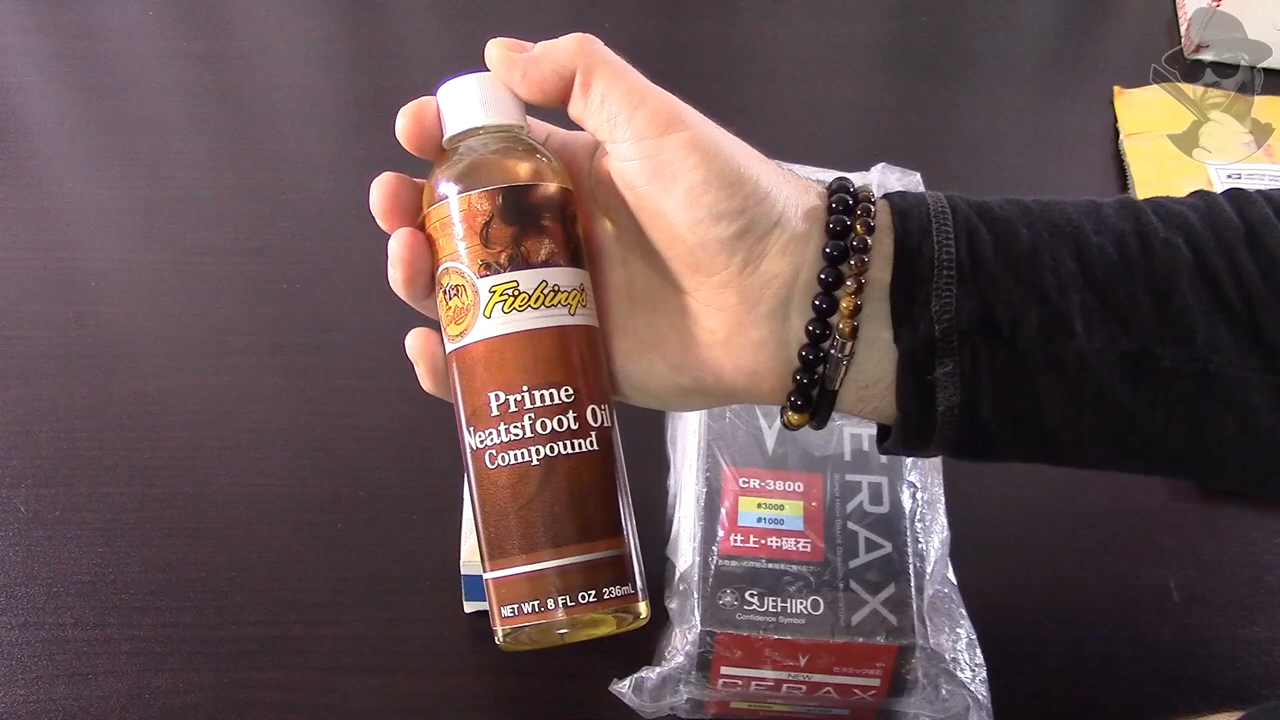 Fiebing's
Prime
Neatsfoot Oil
Compound
NET WT. 8 FL OZ 236mL
CERAX
CR-3800
#3000
#1000
仕上・中砥石
SUEHIRO
Confidence Symbol
NEW
CERAX